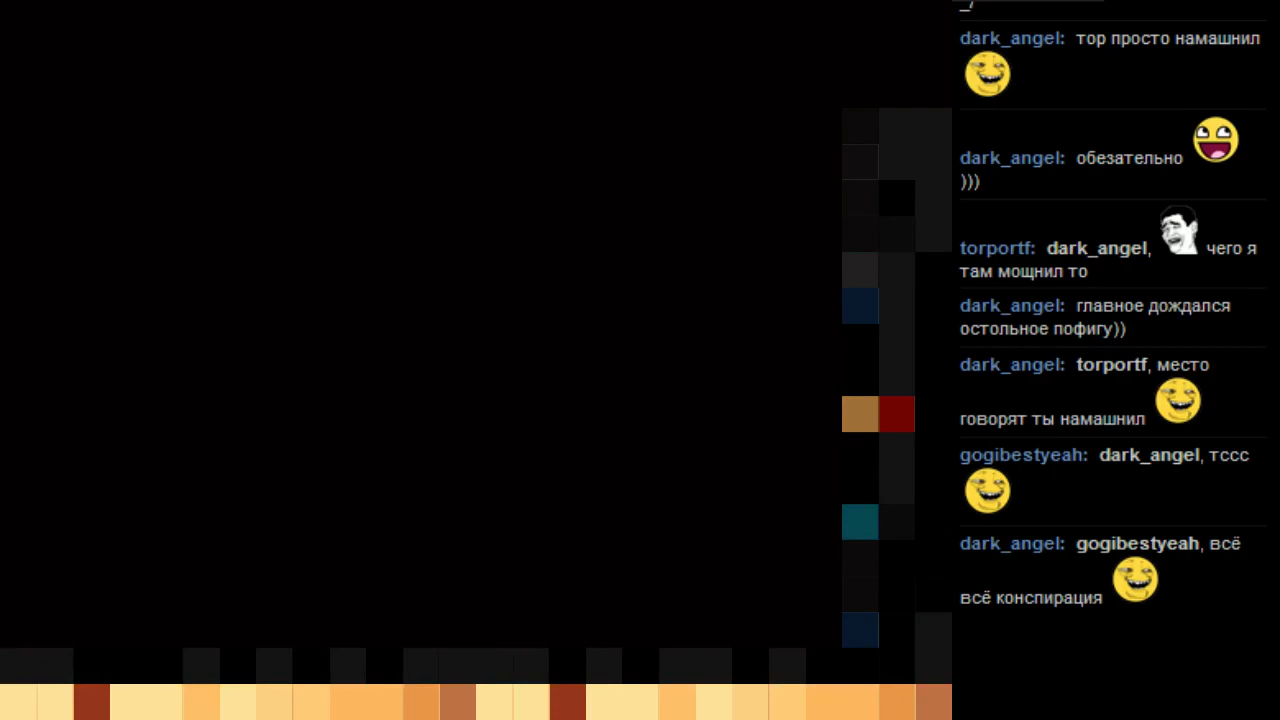 dark_angel: тор просто намашнил
dark_angel: обезательно
)))
torportf: dark_angel, чего я
там мощнил то
dark_angel: главное дождался
остольное пофигу))
dark_angel: torportf, место
говорят ты намашнил
gogibestyeah: dark_angel, тссс
dark_angel: gogibestyeah, всё
всё конспирация